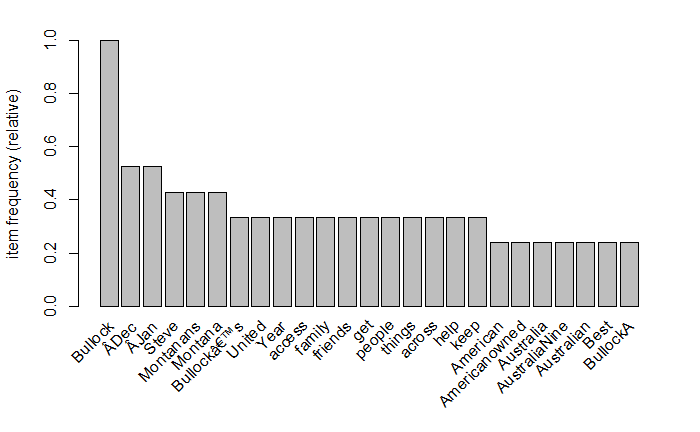 item frequency (relative)
1.0
0.8
0.6
0.4
0.2
0.0
Bullock
ÂDec
ÂJan
Steve
Montanans
Montana
Bullockâ€™s
United
Year
access
family
friends
get
people
things
across
help
keep
American
Americanowned
Australia
AustraliaNine
Australian
Best
BullockA